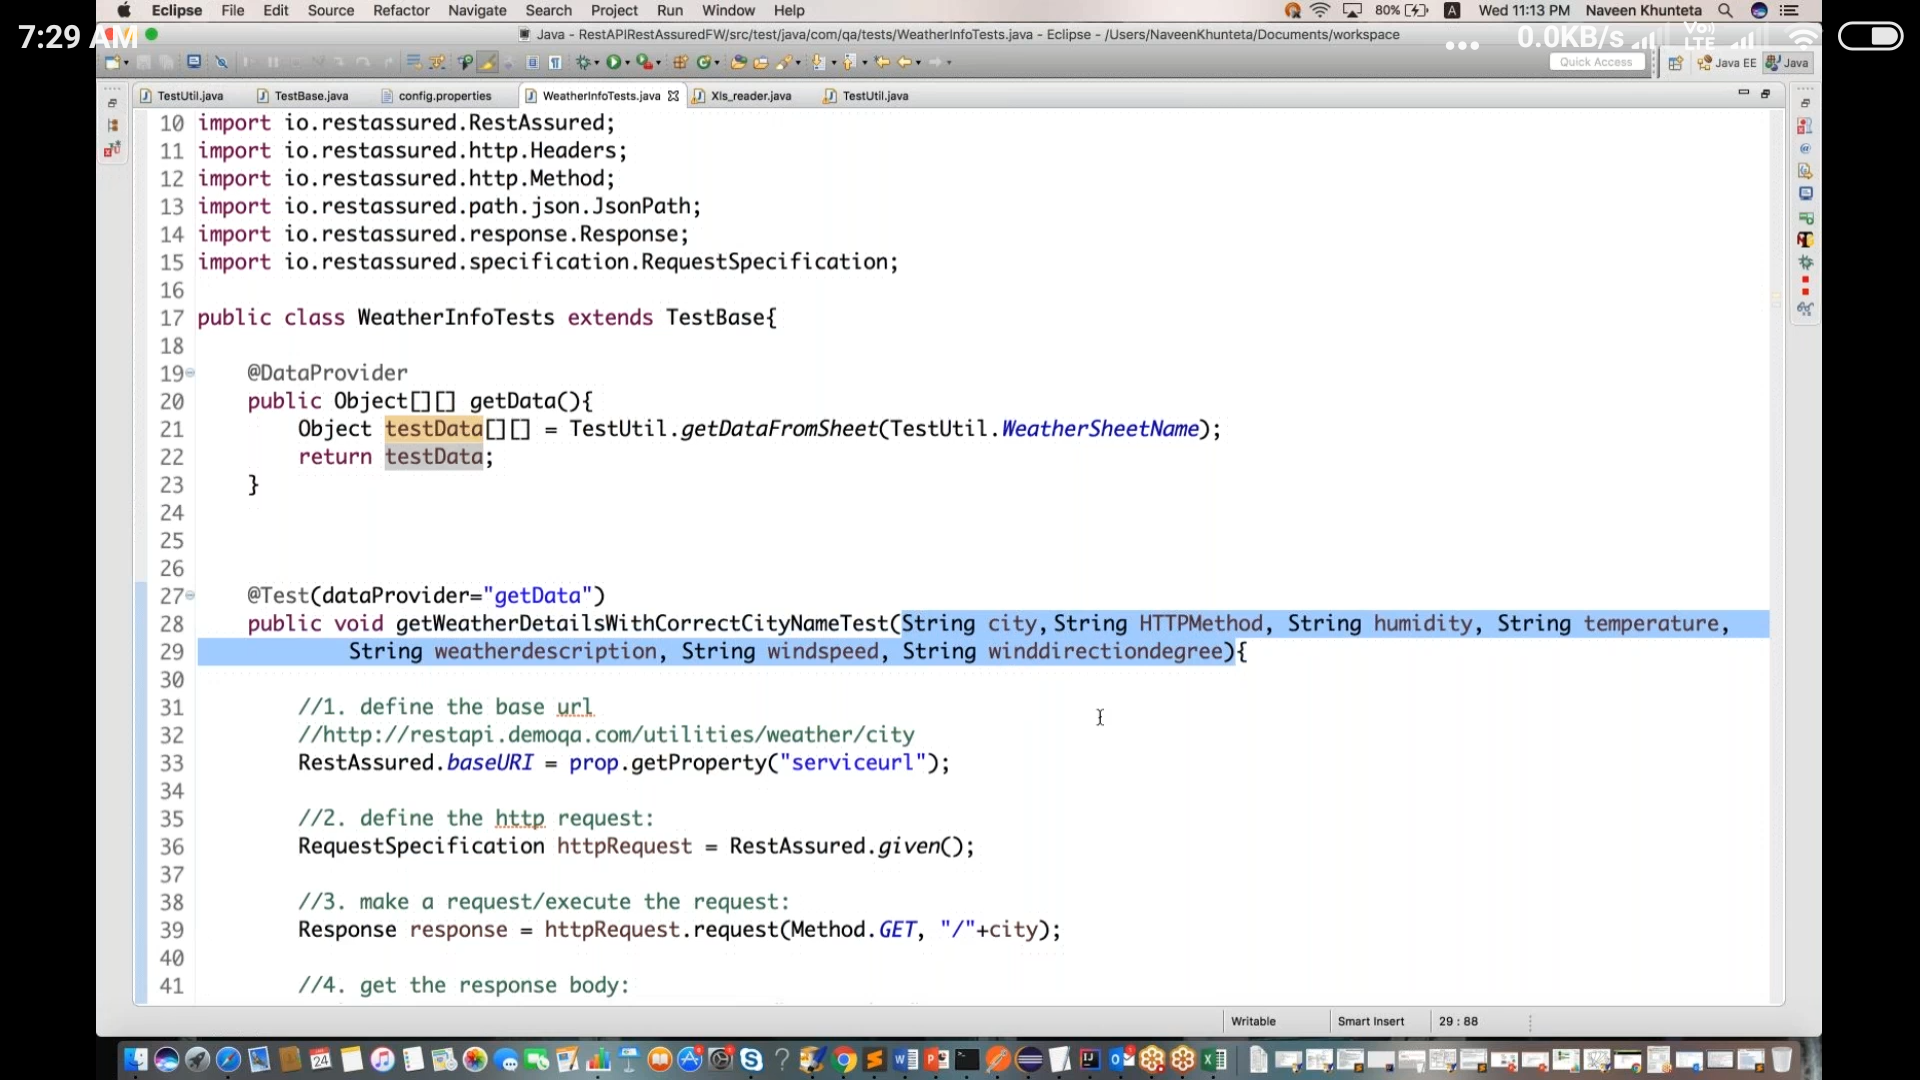 Eclipse File Edit Source Refactor Navigate Search Project Run Window Help 80% A Wed 11:13 PM Naveen Khunteta
7:29 AM
Java - RestAPIRestAssuredFW/src/test/java/com/qa/tests/WeatherInfoTests.java - Eclipse - /Users/NaveenKhunteta/Documents/workspace
0.0KB/s Vo) LTE
Quick Access Java EE Java
TestUtil.java TestBase.java config.properties WeatherInfoTests.java Xls_reader.java TestUtil.java
10 import io.restassured.RestAssured;
11 import io.restassured.http.Headers;
12 import io.restassured.http.Method;
13 import io.restassured.path.json.JsonPath;
14 import io.restassured.response.Response;
15 import io.restassured.specification.RequestSpecification;
16
17 public class WeatherInfoTests extends TestBase{
18
19 @DataProvider
20 public Object[][] getData(){
21 Object testData[][] = TestUtil.getDataFromSheet(TestUtil.WeatherSheetName);
22 return testData;
23 }
24
25
26
27 @Test(dataProvider="getData")
28 public void getWeatherDetailsWithCorrectCityNameTest(String city,String HTTPMethod, String humidity, String temperature,
29 String weatherdescription, String windspeed, String winddirectiondegree){
30
31 //1. define the base url
32 //http://restapi.demoqa.com/utilities/weather/city
33 RestAssured.baseURI = prop.getProperty("serviceurl");
34
35 //2. define the http request:
36 RequestSpecification httpRequest = RestAssured.given();
37
38 //3. make a request/execute the request:
39 Response response = httpRequest.request(Method.GET, "/"+city);
40
41 //4. get the response body:
Writable Smart Insert 29 : 88